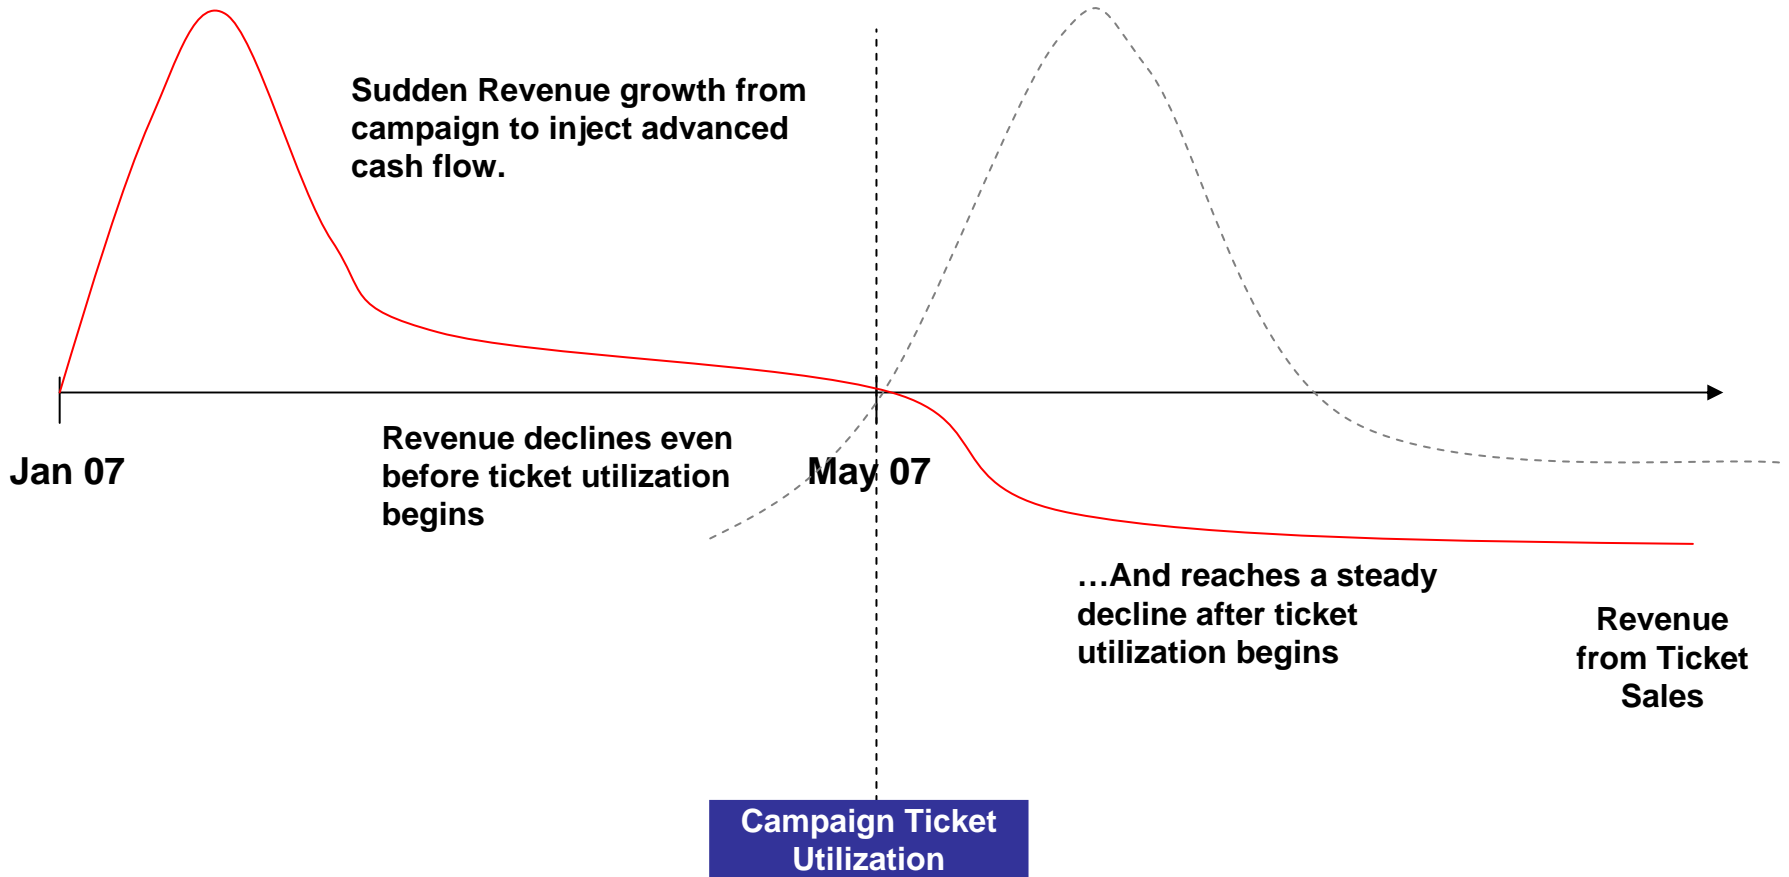 Sudden Revenue growth from
campaign to inject advanced
cash flow.
Jan 07
Revenue declines even
before ticket utilization
begins
May 07
…And reaches a steady
decline after ticket
utilization begins
Revenue
from Ticket
Sales
Campaign Ticket
Utilization